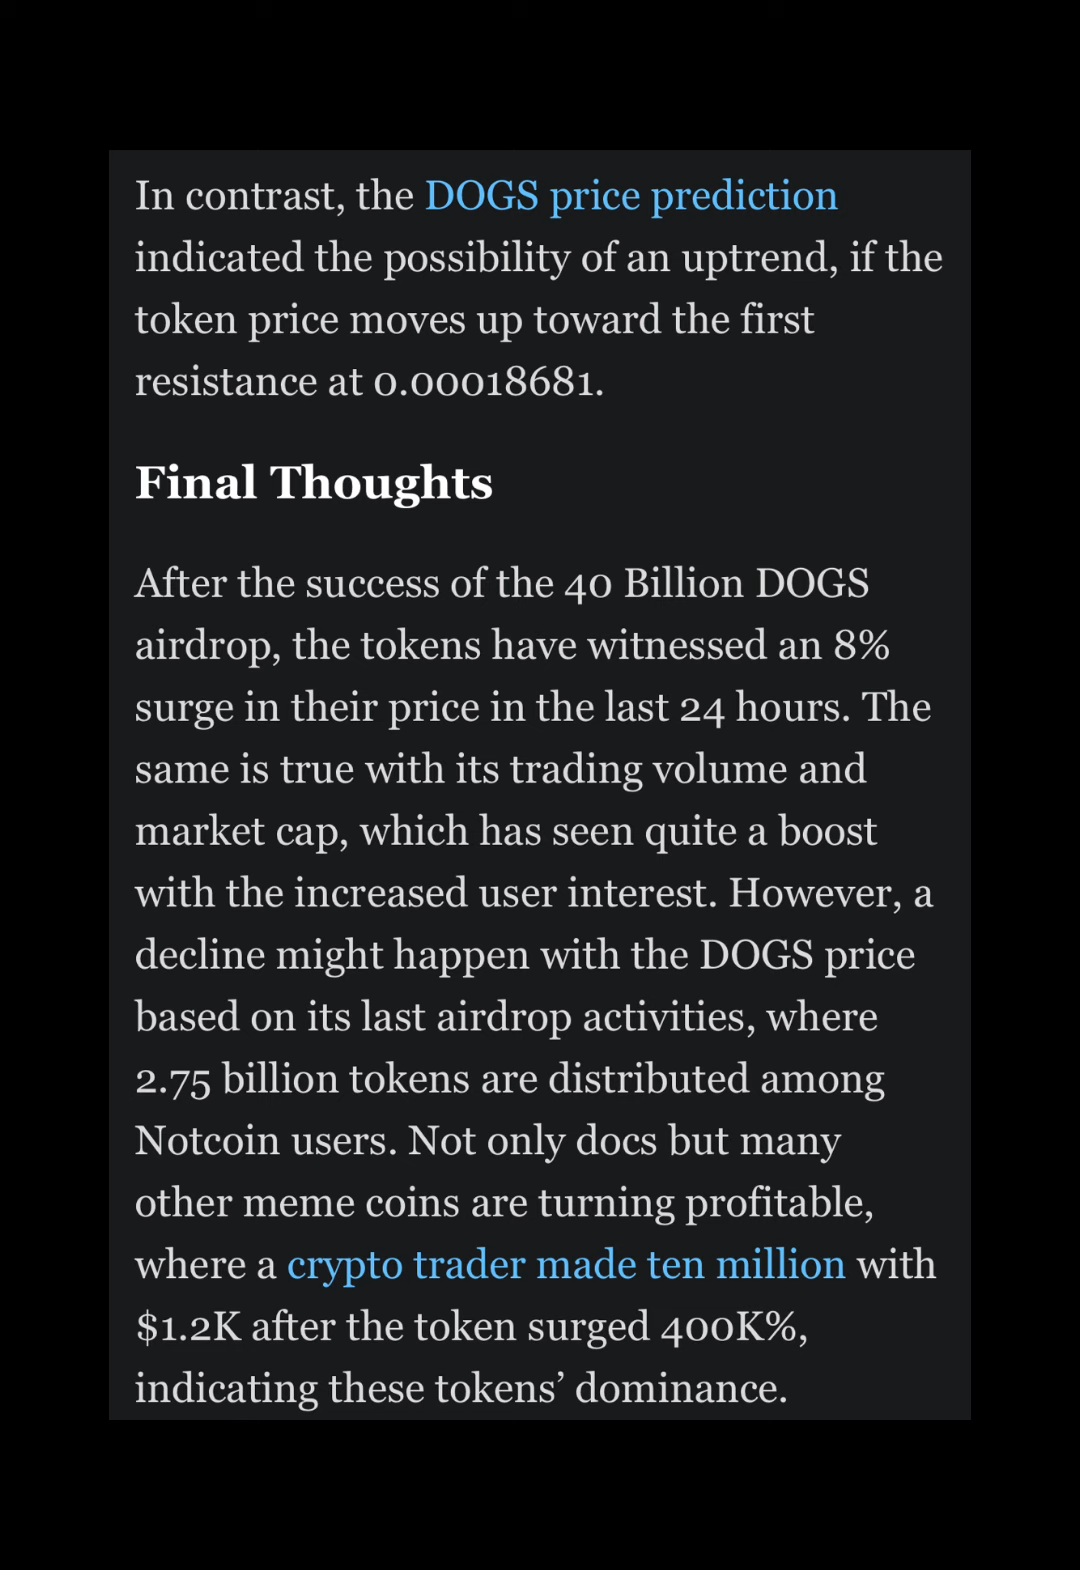 In contrast, the DOGS price prediction
indicated the possibility of an uptrend, if the
token price moves up toward the first
resistance at 0.00018681.
Final Thoughts
After the success of the 40 Billion DOGS
airdrop, the tokens have witnessed an 8%
surge in their price in the last 24 hours. The
same is true with its trading volume and
market cap, which has seen quite a boost
with the increased user interest. However, a
decline might happen with the DOGS price
based on its last airdrop activities, where
2.75 billion tokens are distributed among
Notcoin users. Not only docs but many
other meme coins are turning profitable,
where a crypto trader made ten million with
$1.2K after the token surged 400K%,
indicating these tokens’ dominance.